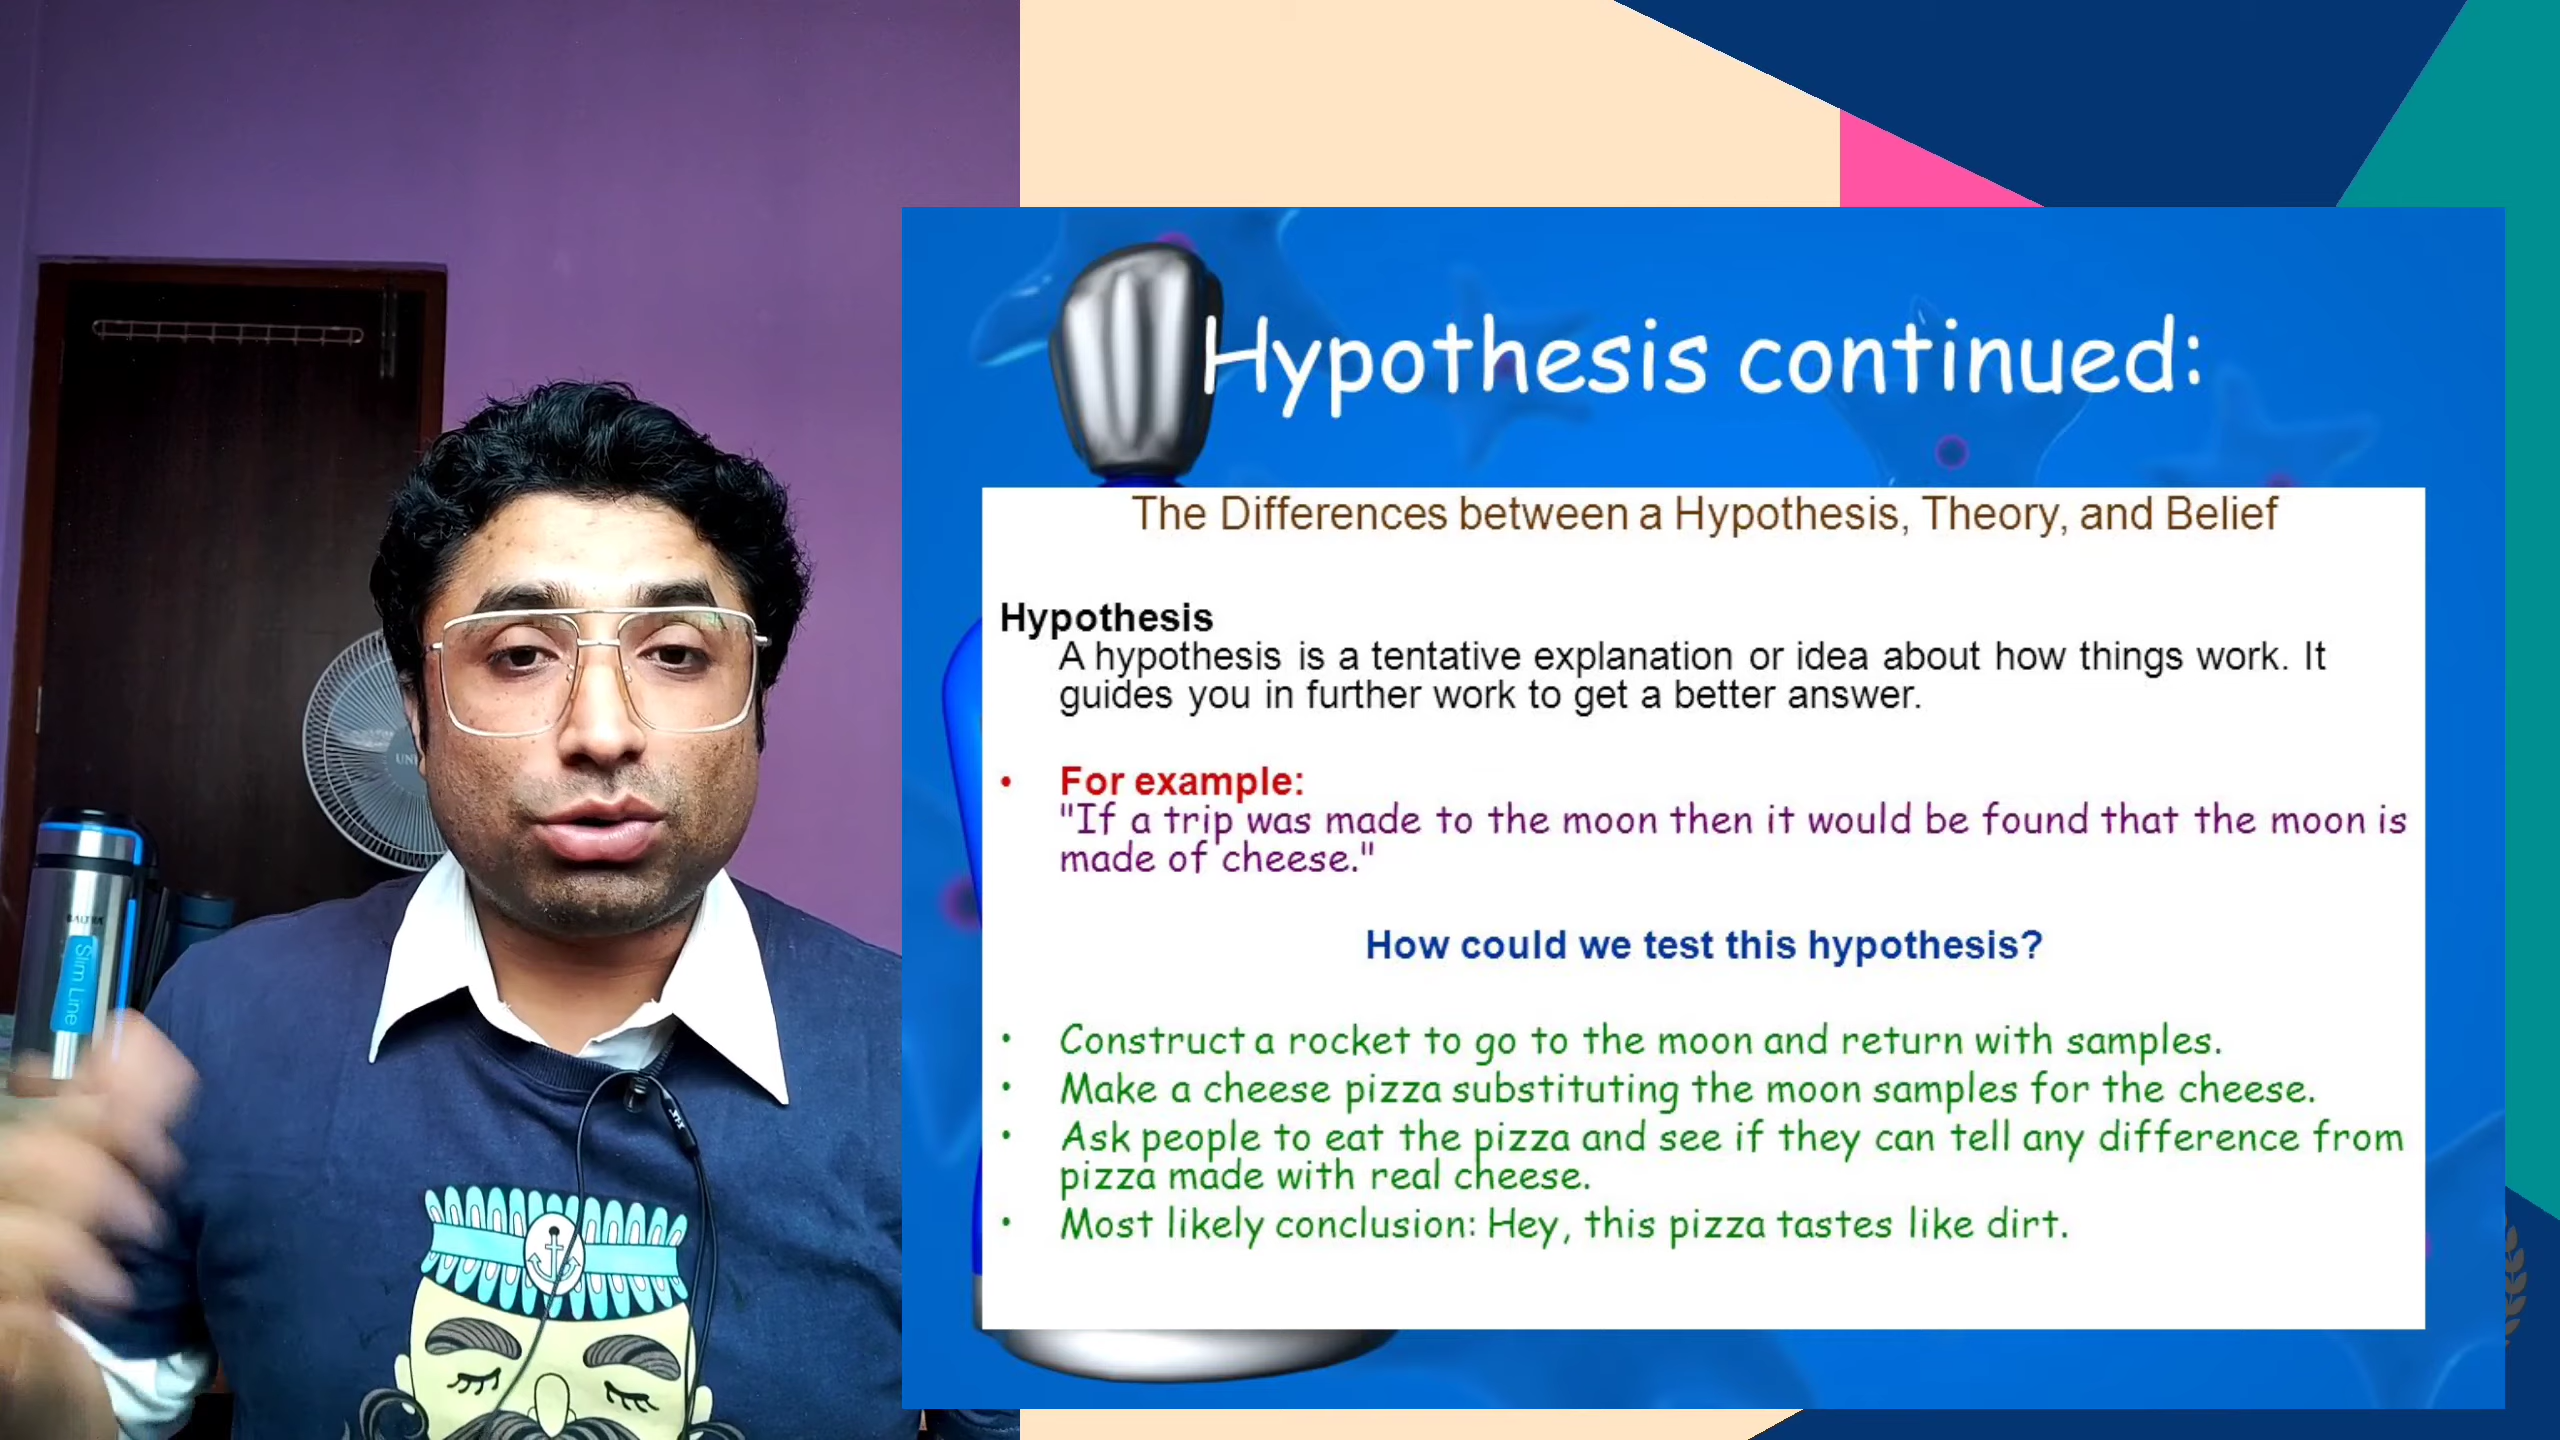 Hypothesis continued:
The Differences between a Hypothesis, Theory, and Belief
Hypothesis
A hypothesis is a tentative explanation or idea about how things work. It
guides you in further work to get a better answer.
• For example:
"If a trip was made to the moon then it would be found that the moon is
made of cheese."
How could we test this hypothesis?
• Construct a rocket to go to the moon and return with samples.
• Make a cheese pizza substituting the moon samples for the cheese.
• Ask people to eat the pizza and see if they can tell any difference from
pizza made with real cheese.
• Most likely conclusion: Hey, this pizza tastes like dirt.
BALTRA
Slim Line